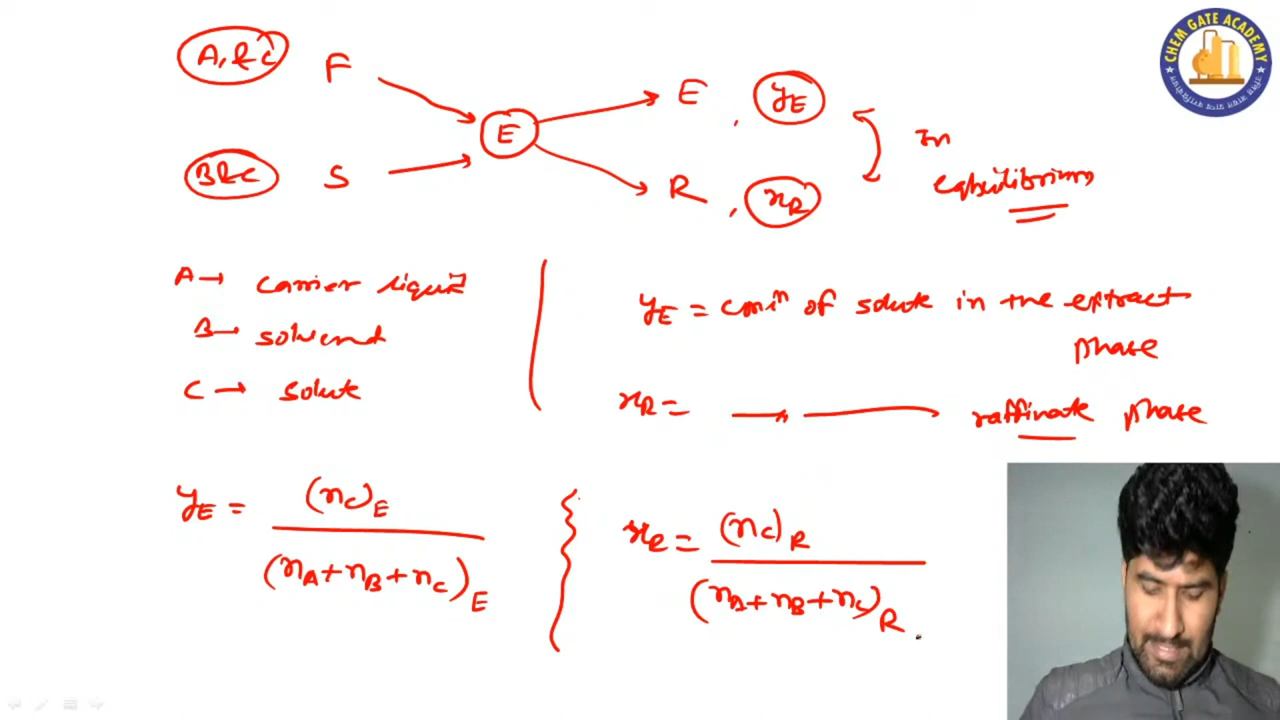 A, & C F
E E , yE
In
equilibrium
B & C S
R , xR
CHEM GATE ACADEMY
A → carrier liquid
B → solvent
C → solute
yE = concⁿ of solute in the extract
phase
xR = —〃— raffinate phase
yE = (nC)E / (nA + nB + nC)E
xR = (nC)R / (nA + nB + nC)R